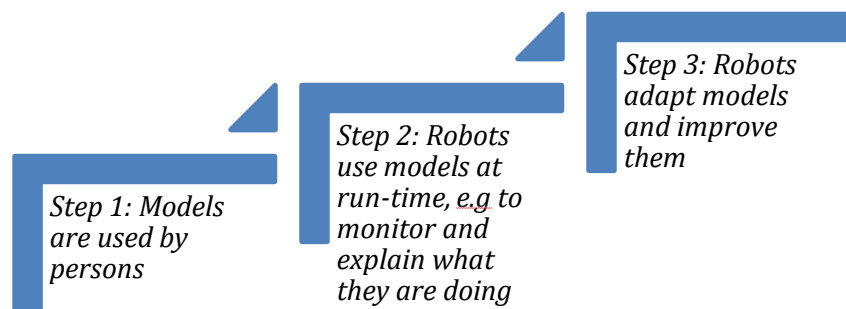 Step 1: Models
are used by
persons
Step 2: Robots
use models at
run-time, e.g to
monitor and
explain what
they are doing
Step 3: Robots
adapt models
and improve
them